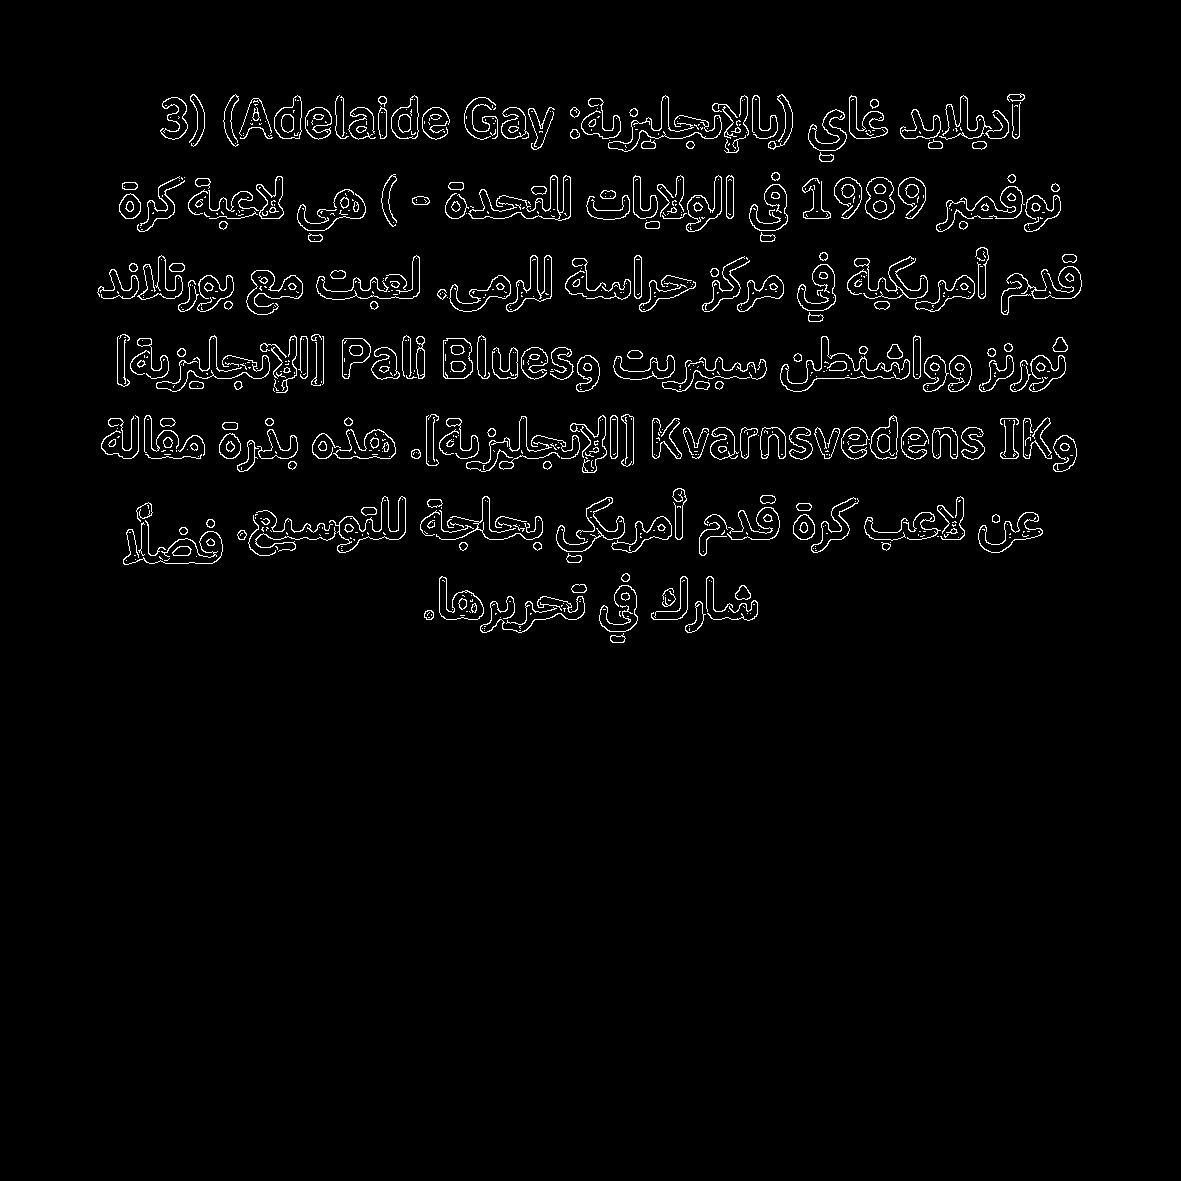 آديلايد غاي (بالإنجليزية: Adelaide Gay) (3
نوفمبر 1989 في الولايات المتحدة - ) هي لاعبة كرة
قدم أمريكية في مركز حراسة المرمى. لعبت مع بورتلاند
ثورنز وواشنطن سبيريت وPali Blues [الإنجليزية]
وKvarnsvedens IK [الإنجليزية]. هذه بذرة مقالة
عن لاعب كرة قدم أمريكي بحاجة للتوسيع. فضلًا
شارك في تحريرها.